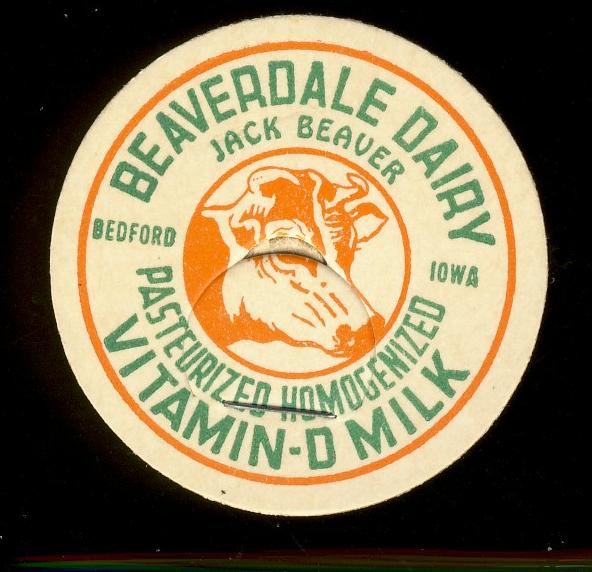 BEAVERDALE DAIRY
JACK BEAVER
BEDFORD
IOWA
PASTEURIZED HOMOGENIZED
VITAMIN-D MILK